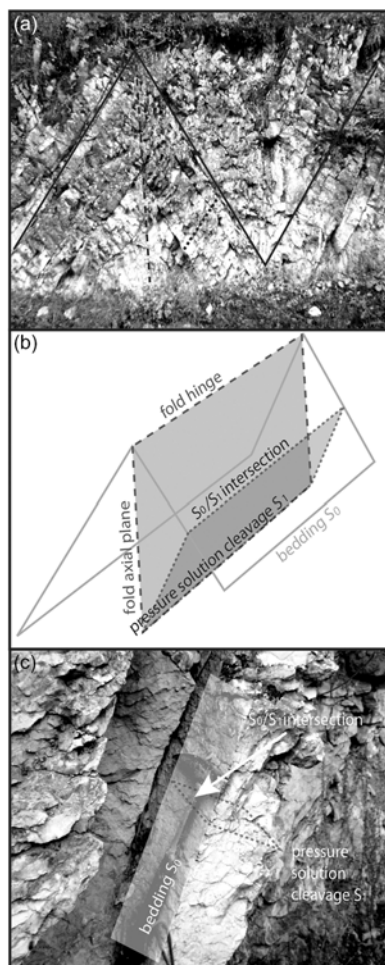 (a)
(b)
fold hinge
S₀/S₁ intersection
fold axial plane
pressure solution cleavage S₁
bedding S₀
(c)
S₀/S₁ intersection
pressure
solution
cleavage S₁
bedding S₀